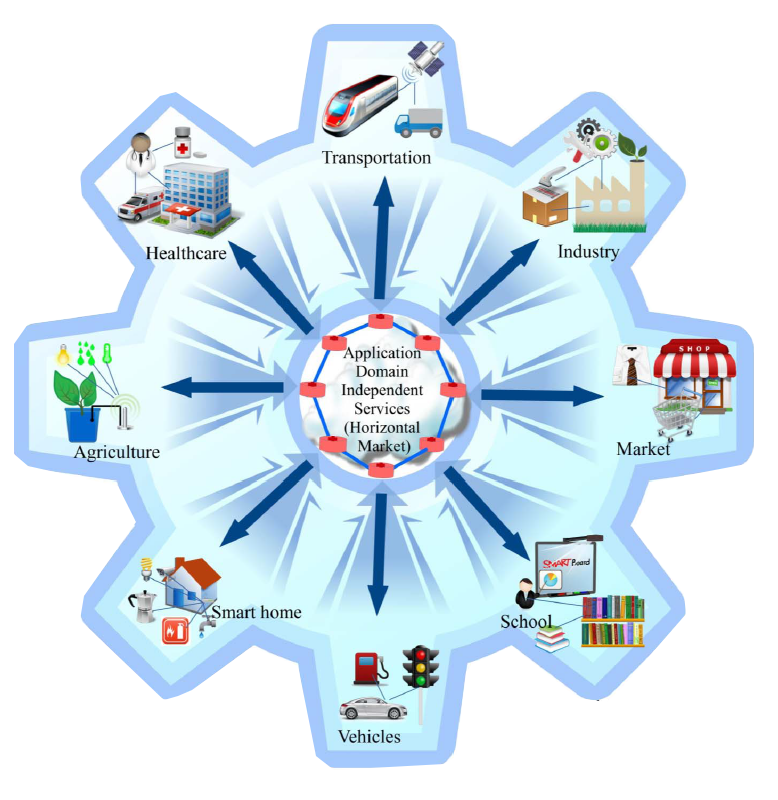 Transportation
Healthcare
Industry
SHOP
Application
Domain
Independent
Services
(Horizontal
Market)
Agriculture
Market
SMART Board
Smart home
School
Vehicles